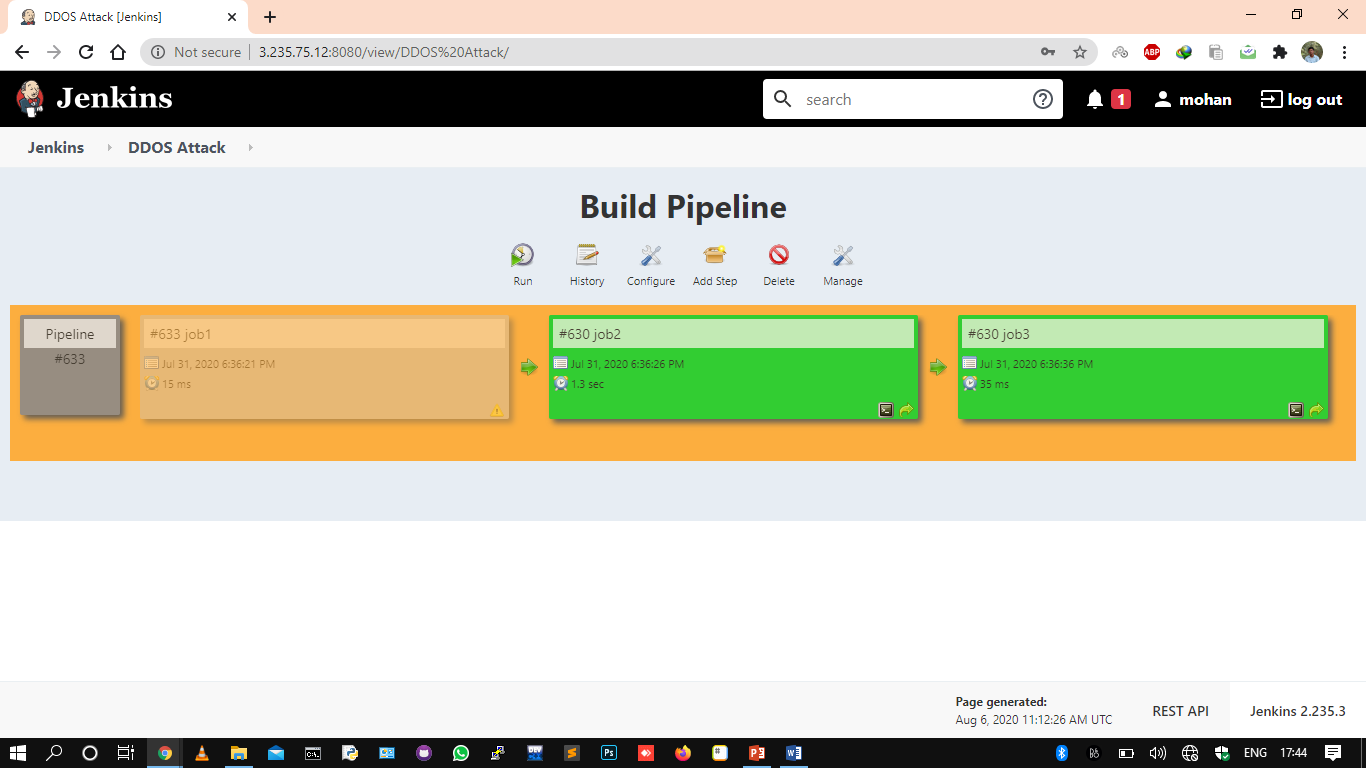 DDOS Attack [Jenkins]
Not secure 3.235.75.12:8080/view/DDOS%20Attack/
ABP
Jenkins
search
1
mohan
log out
Jenkins
DDOS Attack
Build Pipeline
Run
History
Configure
Add Step
Delete
Manage
Pipeline
#633
#633 job1
Jul 31, 2020 6:36:21 PM
15 ms
#630 job2
Jul 31, 2020 6:36:26 PM
1.3 sec
#630 job3
Jul 31, 2020 6:36:36 PM
35 ms
Page generated:
Aug 6, 2020 11:12:26 AM UTC
REST API
Jenkins 2.235.3
ENG
17:44